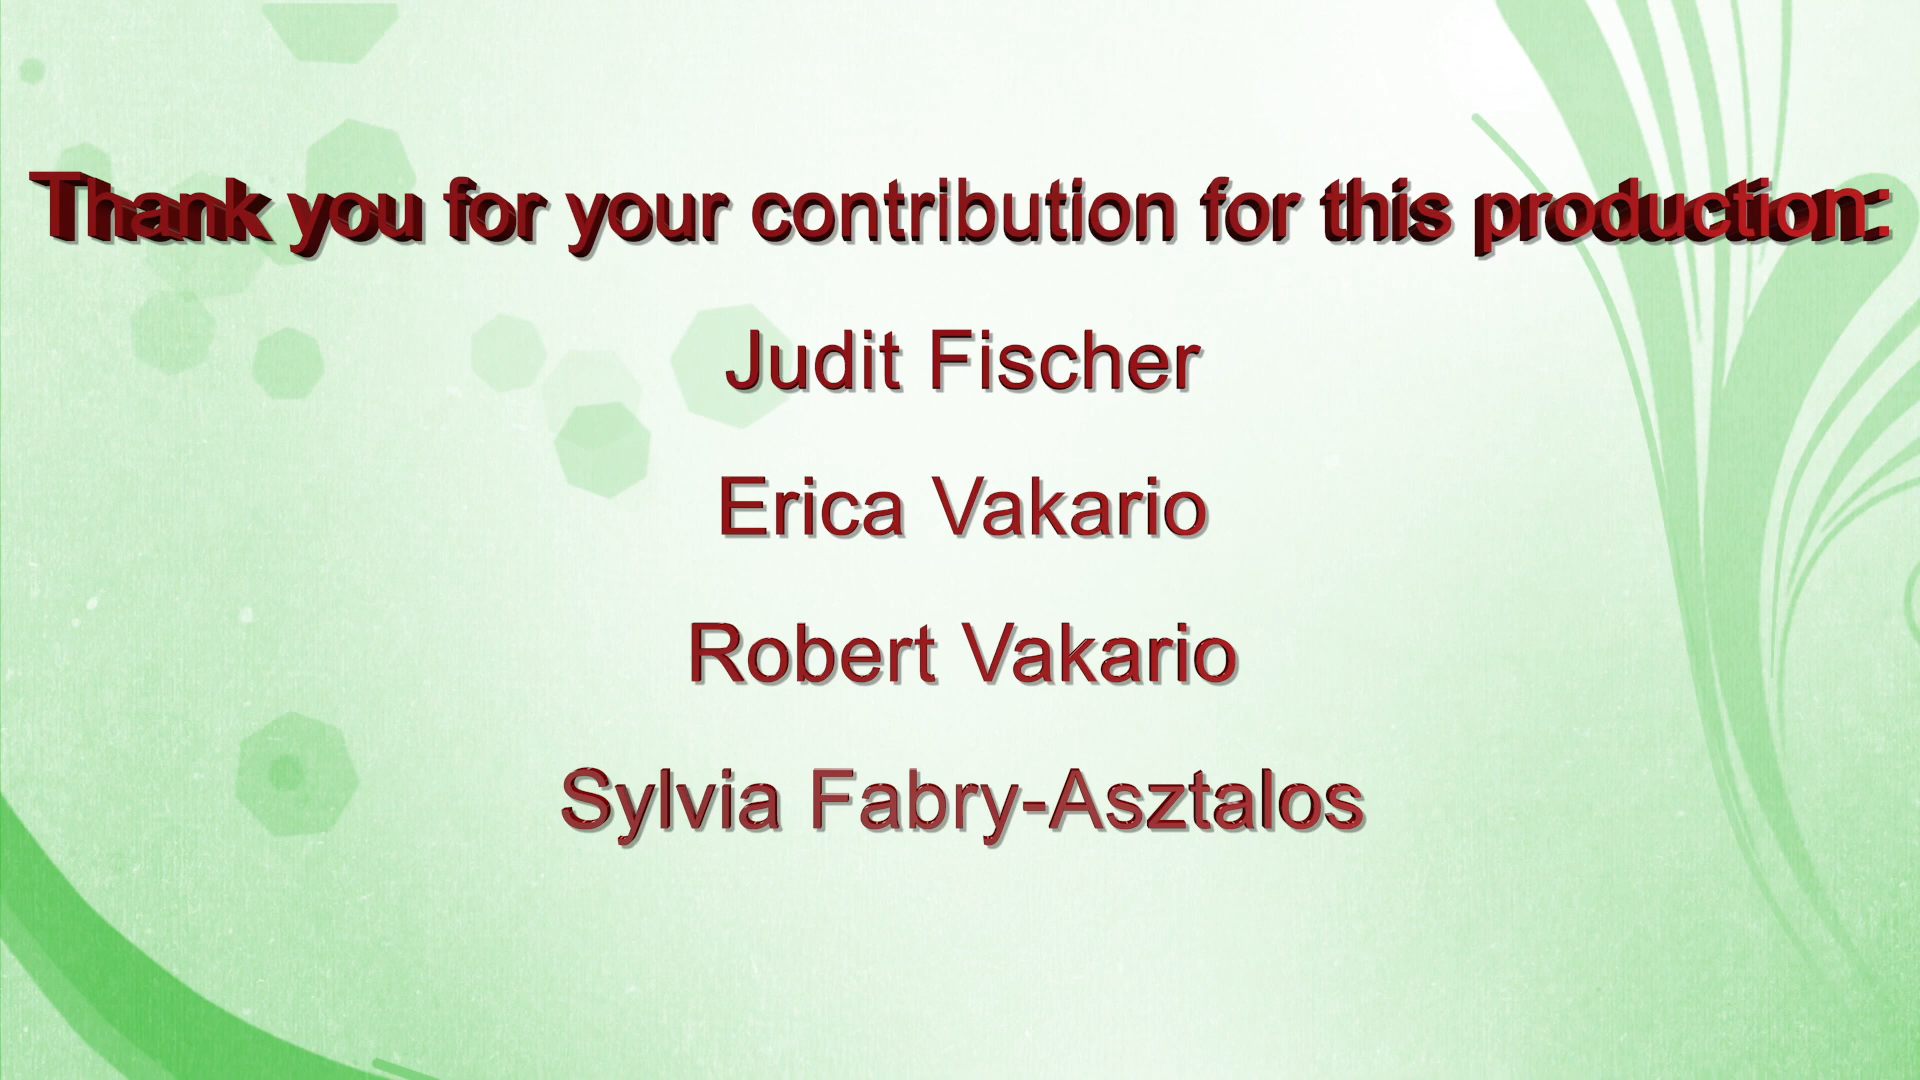 Thank you for your contribution for this production:
Judit Fischer
Erica Vakario
Robert Vakario
Sylvia Fabry-Asztalos